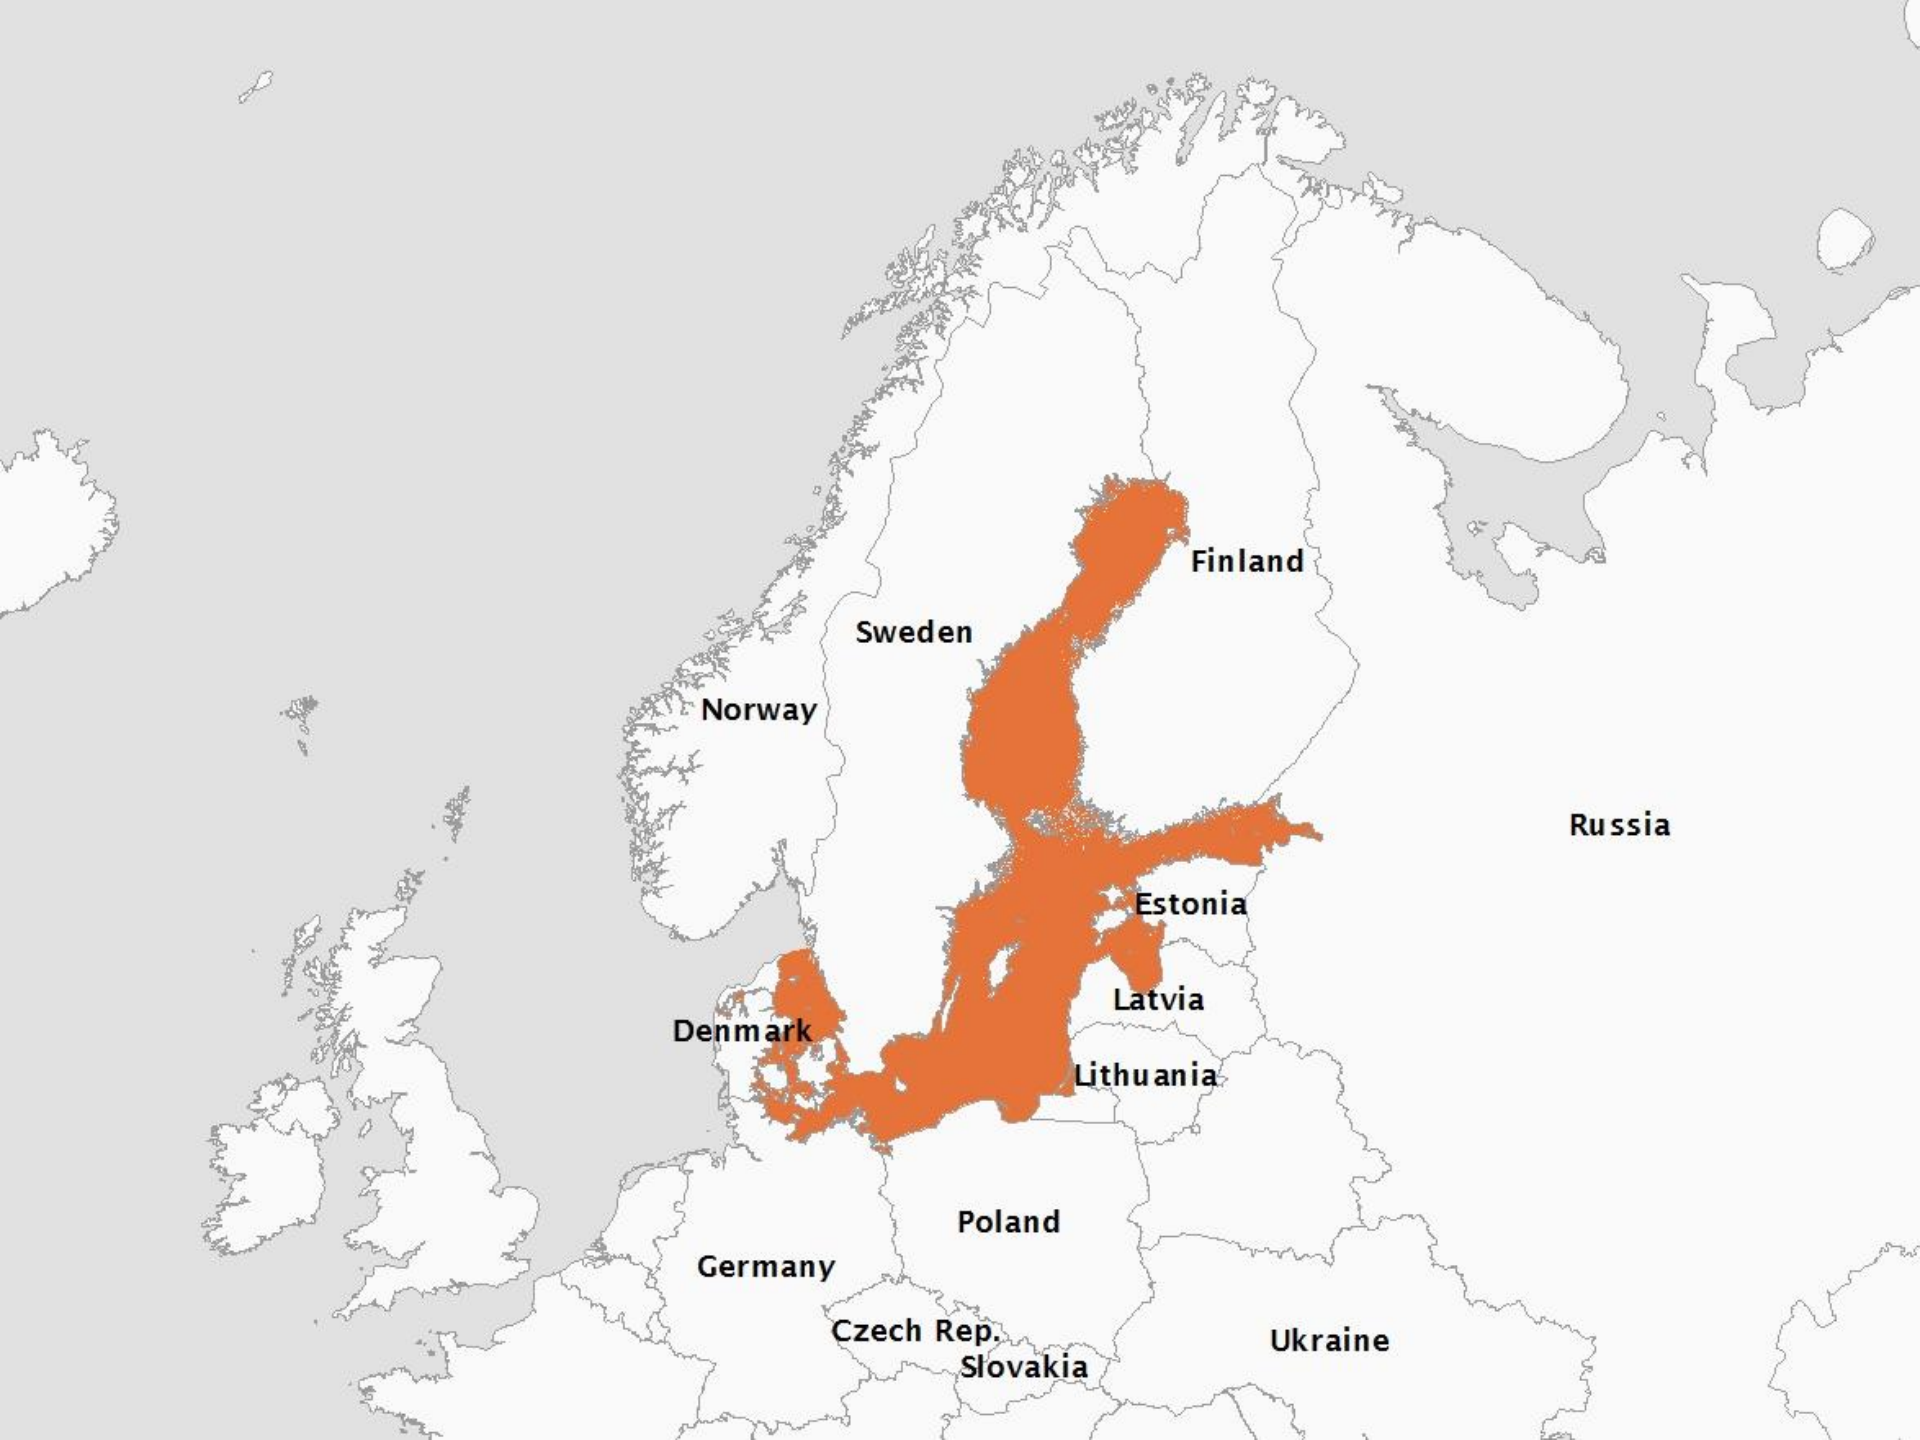 Finland
Sweden
Norway
Russia
Estonia
Latvia
Denmark
Lithuania
Poland
Germany
Czech Rep.
Ukraine
Slovakia